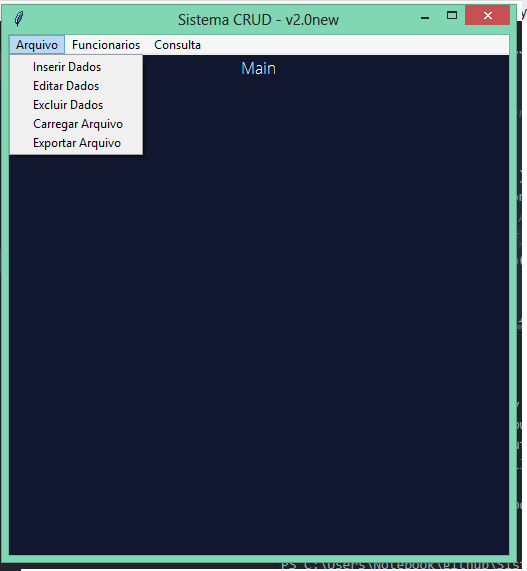 Sistema CRUD - v2.0new
Arquivo Funcionarios Consulta
Main
Inserir Dados
Editar Dados
Excluir Dados
Carregar Arquivo
Exportar Arquivo
PS C:\Users\Notebook\github\Sis